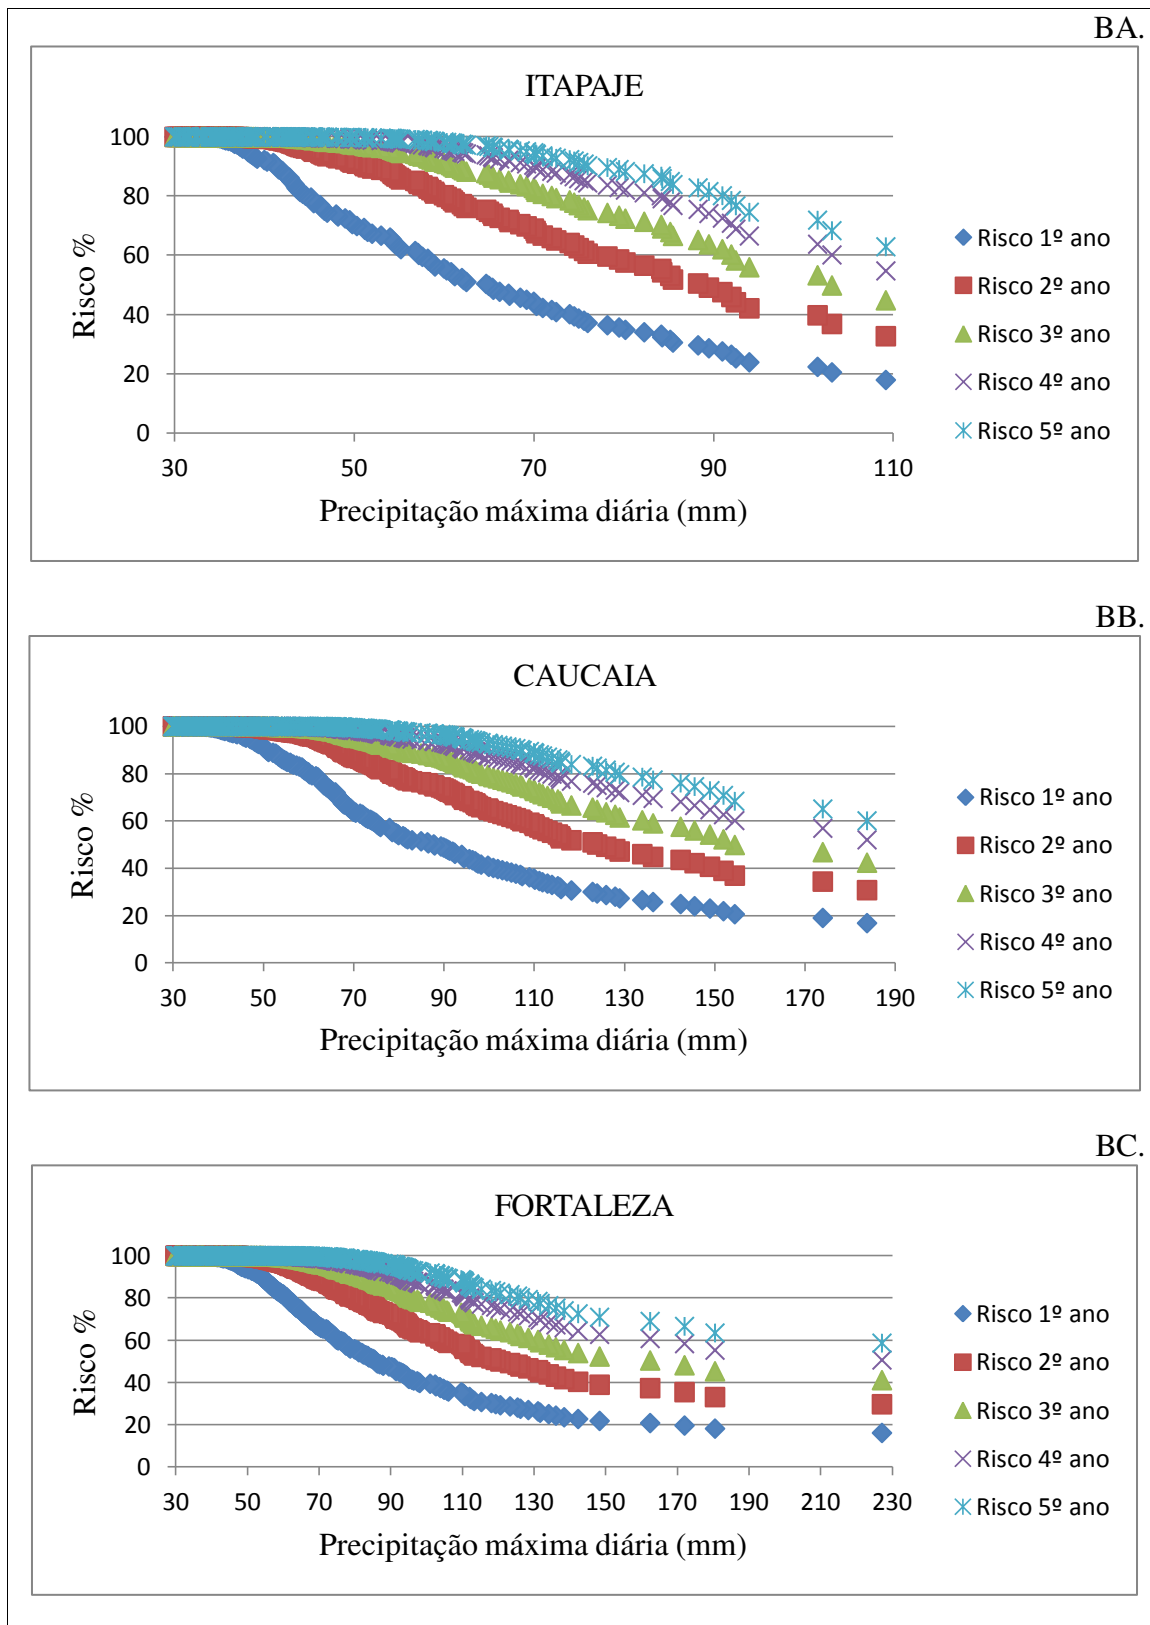 BA.
ITAPAJE
Risco %
100
80
60
40
20
0
30 50 70 90 110
Precipitação máxima diária (mm)
Risco 1º ano
Risco 2º ano
Risco 3º ano
Risco 4º ano
Risco 5º ano
BB.
CAUCAIA
Risco %
100
80
60
40
20
0
30 50 70 90 110 130 150 170 190
Precipitação máxima diária (mm)
Risco 1º ano
Risco 2º ano
Risco 3º ano
Risco 4º ano
Risco 5º ano
BC.
FORTALEZA
Risco %
100
80
60
40
20
0
30 50 70 90 110 130 150 170 190 210 230
Precipitação máxima diária (mm)
Risco 1º ano
Risco 2º ano
Risco 3º ano
Risco 4º ano
Risco 5º ano